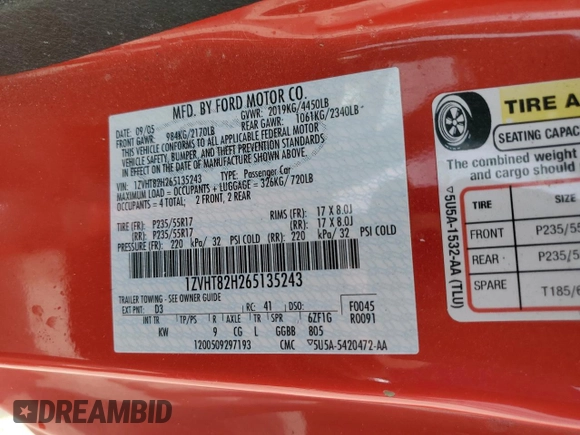 MFD. BY FORD MOTOR CO.
DATE: 09/05 GVWR: 2019KG/4450LB
FRONT GAWR: 984KG/2170LB REAR GAWR: 1061KG/2340LB
THIS VEHICLE CONFORMS TO ALL APPLICABLE FEDERAL MOTOR
VEHICLE SAFETY, BUMPER, AND THEFT PREVENTION STANDARDS
IN EFFECT ON THE DATE OF MANUFACTURE SHOWN ABOVE.
VIN: 1ZVHT82H265135243 TYPE: Passenger Car
MAXIMUM LOAD = OCCUPANTS + LUGGAGE = 326KG/720LB
OCCUPANTS = 4 TOTAL; 2 FRONT, 2 REAR
TIRE (FR): P235/55R17 RIMS (FR): 17 X 8.0J
(RR): P235/55R17 (RR): 17 X 8.0J
PRESSURE (FR): 220 kPa/ 32 PSI COLD (RR): 220 kPa/ 32 PSI COLD
1ZVHT82H265135243
TRAILER TOWING - SEE OWNER GUIDE
EXT PNT: D3 RC: 41 DSO: F0045
INT TR TP/PS R AXLE TR SPR 6ZF1G R0091
KW 9 CG L GGBB 805
1200509297193 CMC ▽5U5A-5420472-AA
▽5U5A-1532-AA (TLU)
TIRE A
SEATING CAPAC
The combined weight
and cargo should
TIRE SIZE
FRONT P235/55
REAR P235/5
SPARE T185/6
DREAMBID